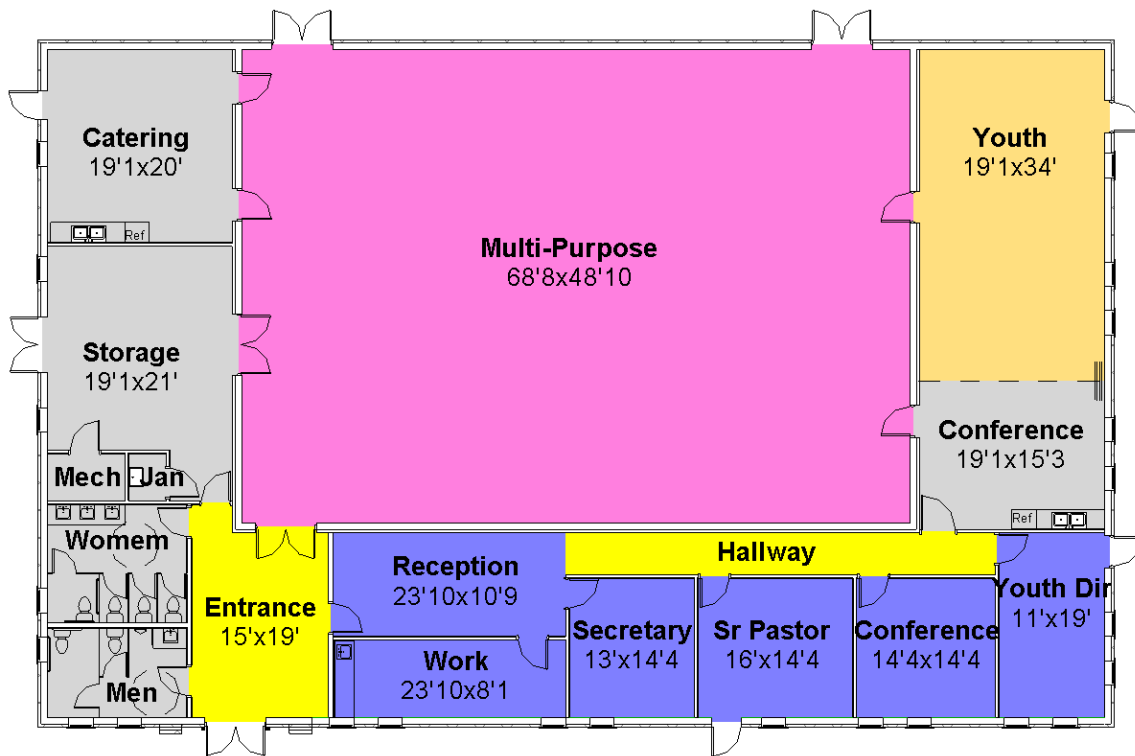 Catering
19'1x20'
Ref
Youth
19'1x34'
Multi-Purpose
68'8x48'10
Storage
19'1x21'
Conference
19'1x15'3
Ref
Mech
Jan
Womem
Hallway
Reception
23'10x10'9
Entrance
15'x19'
Youth Dir
11'x19'
Secretary
13'x14'4
Sr Pastor
16'x14'4
Conference
14'4x14'4
Work
23'10x8'1
Men